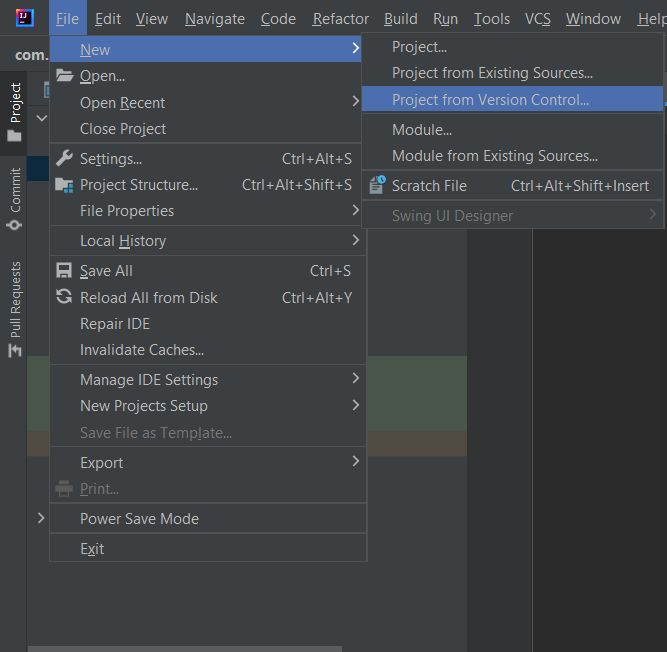 File Edit View Navigate Code Refactor Build Run Tools VCS Window Help
com.
Project
Commit
Pull Requests
New
Open...
Open Recent
Close Project
Settings... Ctrl+Alt+S
Project Structure... Ctrl+Alt+Shift+S
File Properties
Local History
Save All Ctrl+S
Reload All from Disk Ctrl+Alt+Y
Repair IDE
Invalidate Caches...
Manage IDE Settings
New Projects Setup
Save File as Template...
Export
Print...
Power Save Mode
Exit
Project...
Project from Existing Sources...
Project from Version Control...
Module...
Module from Existing Sources...
Scratch File Ctrl+Alt+Shift+Insert
Swing UI Designer